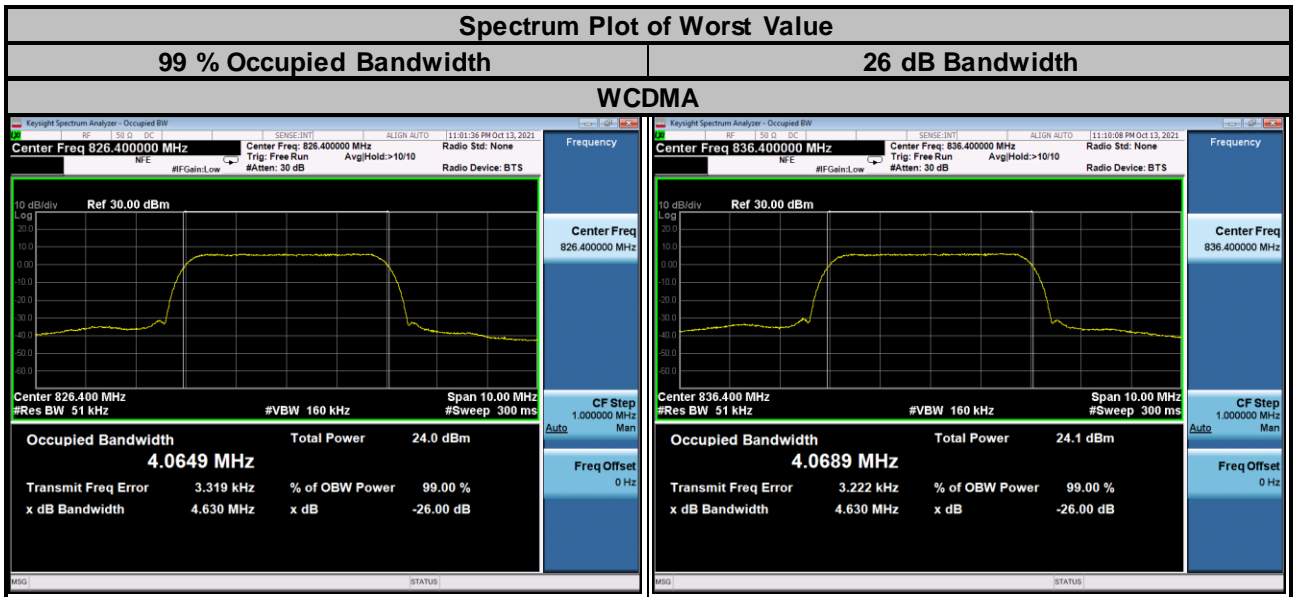 Spectrum Plot of Worst Value
99 % Occupied Bandwidth
26 dB Bandwidth
WCDMA
Keysight Spectrum Analyzer - Occupied BW
RF 50 Ω DC SENSE:INT ALIGN AUTO 11:01:36 PM Oct 13, 2021
Center Freq 826.400000 MHz
Center Freq: 826.400000 MHz
Radio Std: None
NFE
Trig: Free Run Avg|Hold:>10/10
#IFGain:Low
#Atten: 30 dB
Radio Device: BTS
10 dB/div Ref 30.00 dBm
Log
20.0
10.0
0.00
-10.0
-20.0
-30.0
-40.0
-50.0
-60.0
Center 826.400 MHz Span 10.00 MHz
#Res BW 51 kHz #VBW 160 kHz #Sweep 300 ms
Occupied Bandwidth Total Power 24.0 dBm
4.0649 MHz
Transmit Freq Error 3.319 kHz % of OBW Power 99.00 %
x dB Bandwidth 4.630 MHz x dB -26.00 dB
MSG STATUS
Frequency
Center Freq
826.400000 MHz
CF Step
1.000000 MHz
Auto Man
Freq Offset
0 Hz
Keysight Spectrum Analyzer - Occupied BW
RF 50 Ω DC SENSE:INT ALIGN AUTO 11:10:08 PM Oct 13, 2021
Center Freq 836.400000 MHz
Center Freq: 836.400000 MHz
Radio Std: None
NFE
Trig: Free Run Avg|Hold:>10/10
#IFGain:Low
#Atten: 30 dB
Radio Device: BTS
10 dB/div Ref 30.00 dBm
Log
20.0
10.0
0.00
-10.0
-20.0
-30.0
-40.0
-50.0
-60.0
Center 836.400 MHz Span 10.00 MHz
#Res BW 51 kHz #VBW 160 kHz #Sweep 300 ms
Occupied Bandwidth Total Power 24.1 dBm
4.0689 MHz
Transmit Freq Error 3.222 kHz % of OBW Power 99.00 %
x dB Bandwidth 4.630 MHz x dB -26.00 dB
MSG STATUS
Frequency
Center Freq
836.400000 MHz
CF Step
1.000000 MHz
Auto Man
Freq Offset
0 Hz